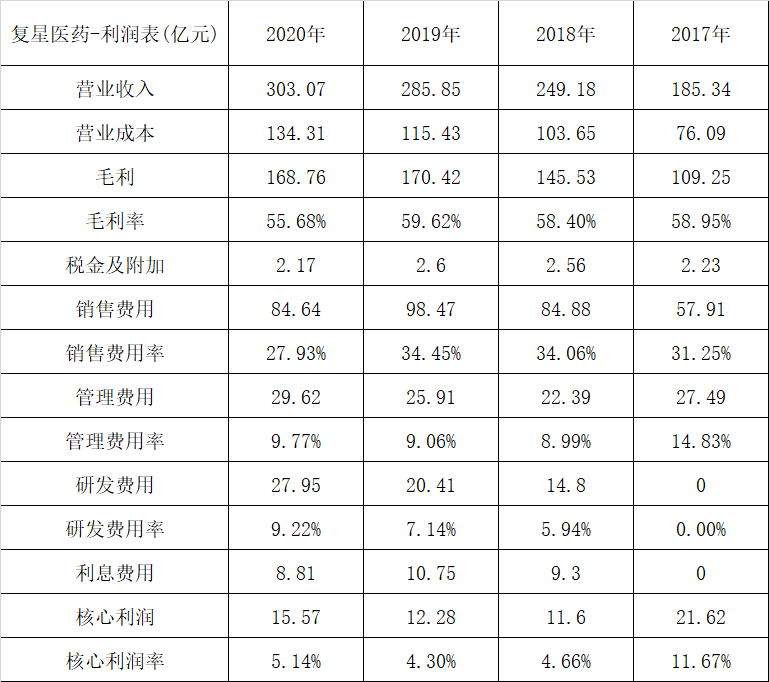 复星医药-利润表(亿元) 2020年 2019年 2018年 2017年
营业收入 303.07 285.85 249.18 185.34
营业成本 134.31 115.43 103.65 76.09
毛利 168.76 170.42 145.53 109.25
毛利率 55.68% 59.62% 58.40% 58.95%
税金及附加 2.17 2.6 2.56 2.23
销售费用 84.64 98.47 84.88 57.91
销售费用率 27.93% 34.45% 34.06% 31.25%
管理费用 29.62 25.91 22.39 27.49
管理费用率 9.77% 9.06% 8.99% 14.83%
研发费用 27.95 20.41 14.8 0
研发费用率 9.22% 7.14% 5.94% 0.00%
利息费用 8.81 10.75 9.3 0
核心利润 15.57 12.28 11.6 21.62
核心利润率 5.14% 4.30% 4.66% 11.67%